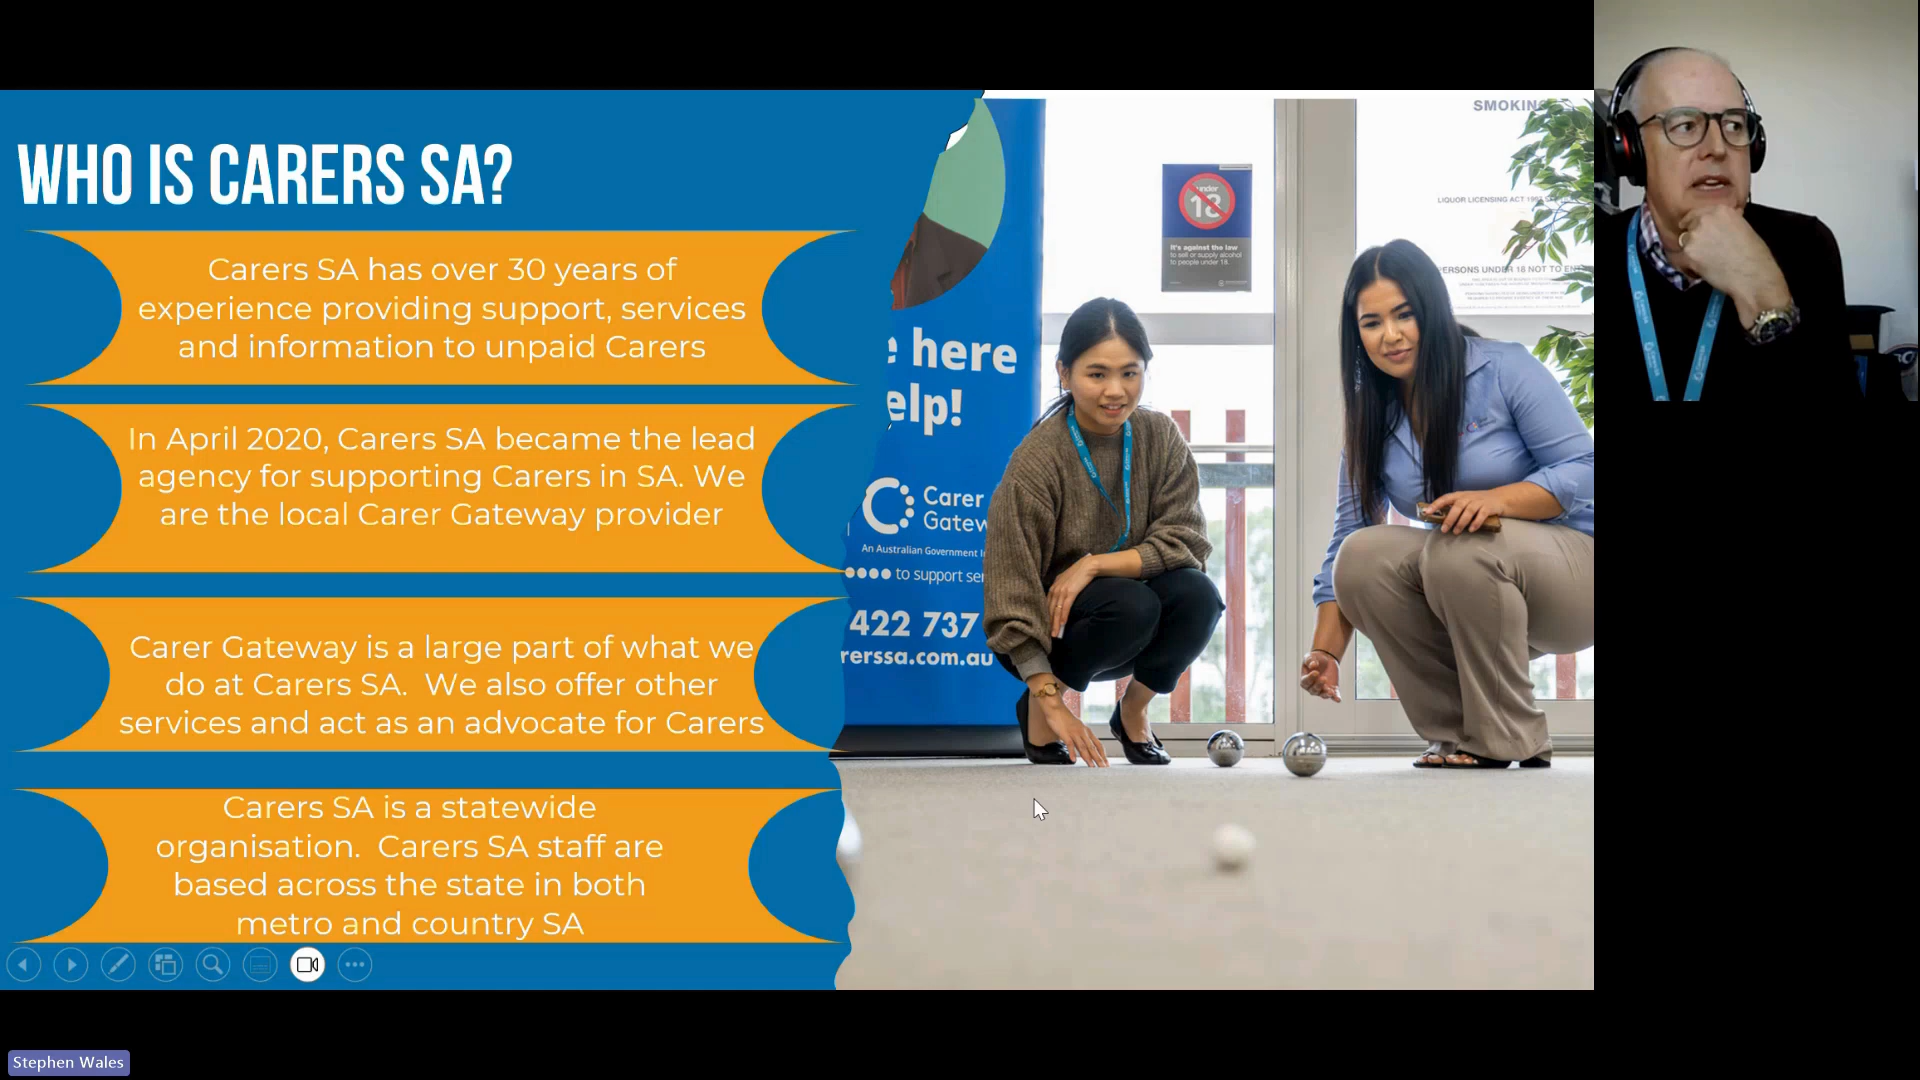 WHO IS CARERS SA?
Carers SA has over 30 years of
experience providing support, services
and information to unpaid Carers
In April 2020, Carers SA became the lead
agency for supporting Carers in SA. We
are the local Carer Gateway provider
Carer Gateway is a large part of what we
do at Carers SA.  We also offer other
services and act as an advocate for Carers
Carers SA is a statewide
organisation.  Carers SA staff are
based across the state in both
metro and country SA
here
elp!
Carer
Gatew
An Australian Government
to support ser
422 737
rerssa.com.au
under
18
It's against the law
to sell or supply alcohol
to people under 18.
SMOKING
LIQUOR LICENSING ACT
PERSONS UNDER 18 NOT TO
Stephen Wales